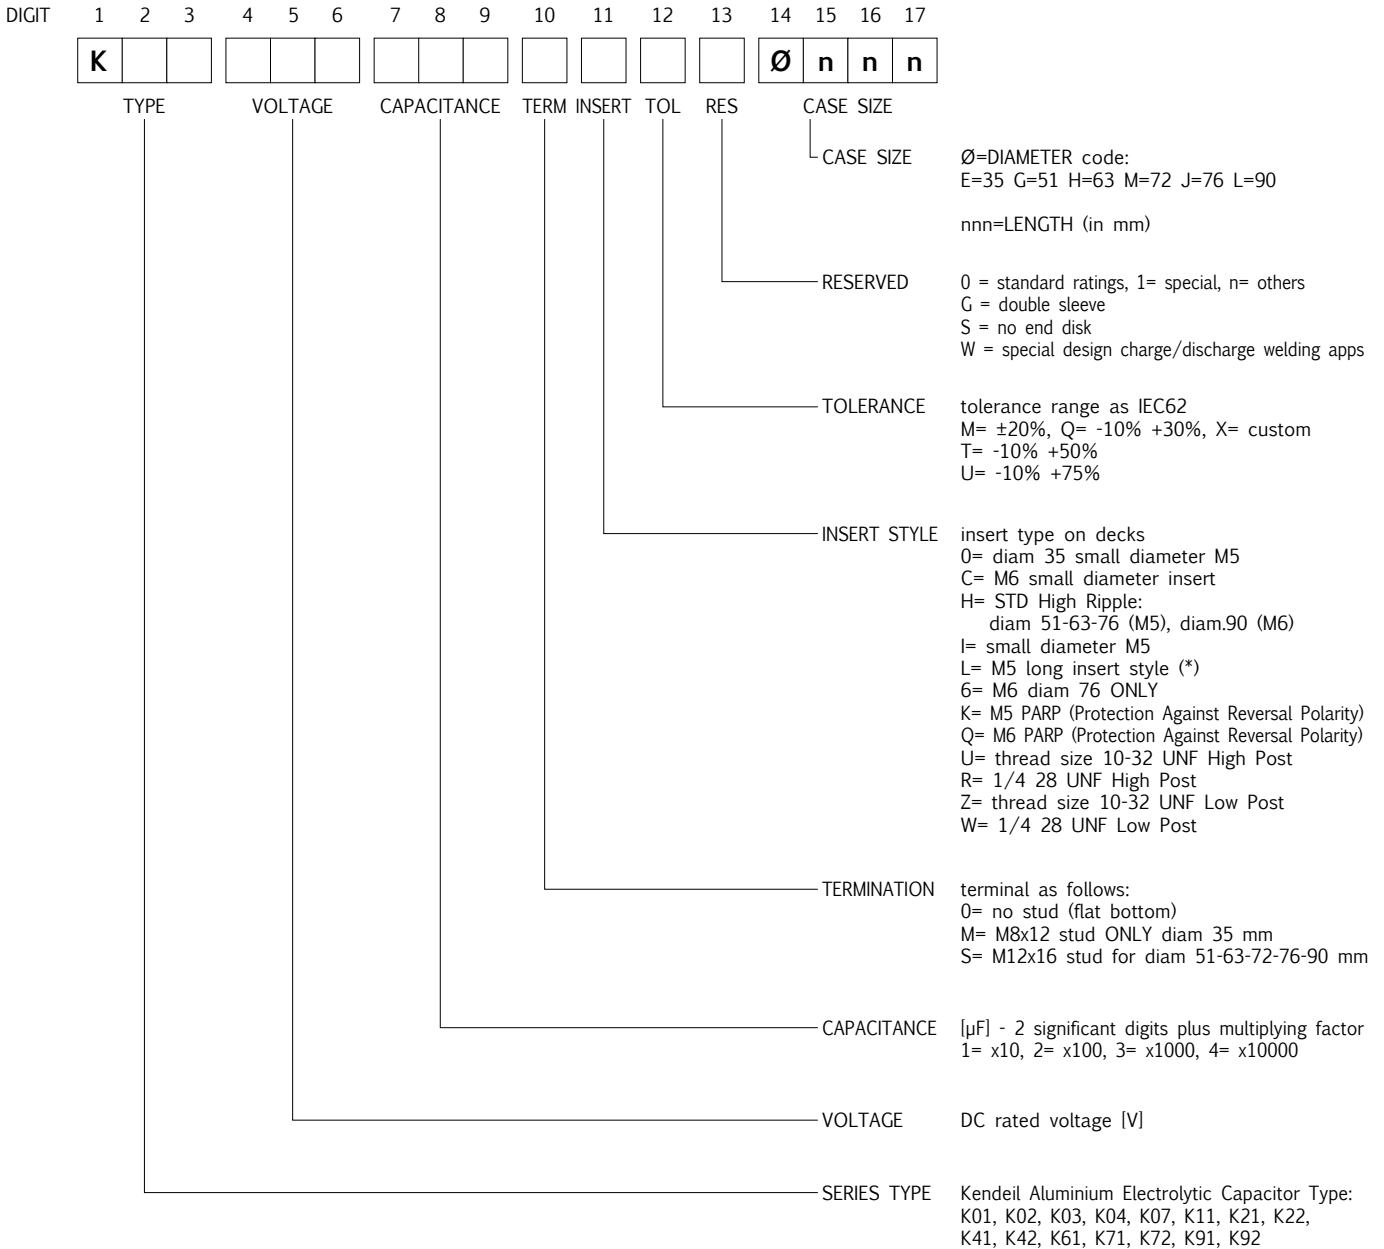 DIGIT 1 2 3 4 5 6 7 8 9 10 11 12 13 14 15 16 17
K Ø n n n
TYPE VOLTAGE CAPACITANCE TERM INSERT TOL RES CASE SIZE
CASE SIZE Ø=DIAMETER code:
E=35 G=51 H=63 M=72 J=76 L=90
nnn=LENGTH (in mm)
RESERVED 0 = standard ratings, 1= special, n= others
G = double sleeve
S = no end disk
W = special design charge/discharge welding apps
TOLERANCE tolerance range as IEC62
M= ±20%, Q= -10% +30%, X= custom
T= -10% +50%
U= -10% +75%
INSERT STYLE insert type on decks
0= diam 35 small diameter M5
C= M6 small diameter insert
H= STD High Ripple:
diam 51-63-76 (M5), diam.90 (M6)
I= small diameter M5
L= M5 long insert style (*)
6= M6 diam 76 ONLY
K= M5 PARP (Protection Against Reversal Polarity)
Q= M6 PARP (Protection Against Reversal Polarity)
U= thread size 10-32 UNF High Post
R= 1/4 28 UNF High Post
Z= thread size 10-32 UNF Low Post
W= 1/4 28 UNF Low Post
TERMINATION terminal as follows:
0= no stud (flat bottom)
M= M8x12 stud ONLY diam 35 mm
S= M12x16 stud for diam 51-63-72-76-90 mm
CAPACITANCE [µF] - 2 significant digits plus multiplying factor
1= x10, 2= x100, 3= x1000, 4= x10000
VOLTAGE DC rated voltage [V]
SERIES TYPE Kendeil Aluminium Electrolytic Capacitor Type:
K01, K02, K03, K04, K07, K11, K21, K22,
K41, K42, K61, K71, K72, K91, K92